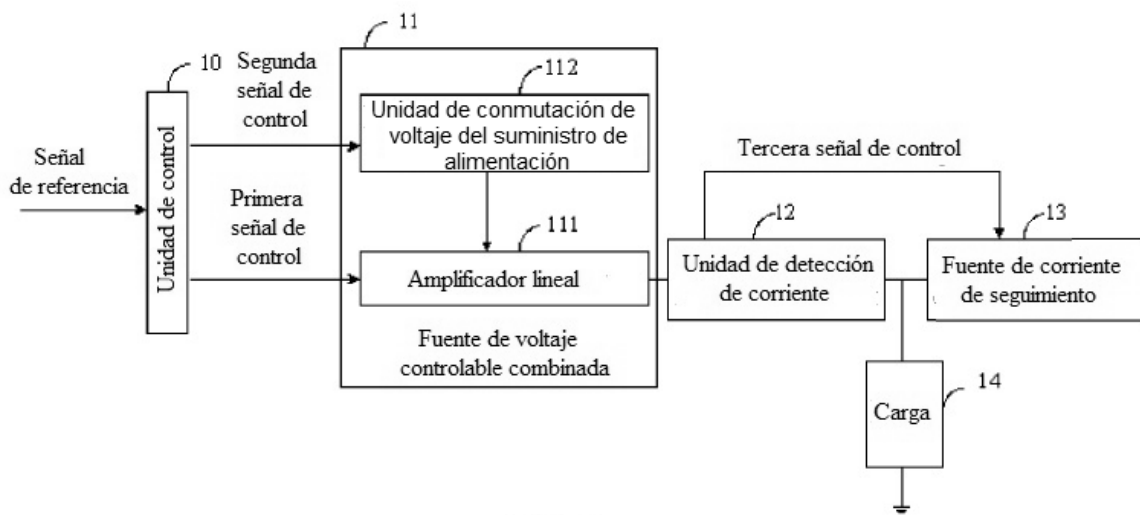 11
10
Segunda
señal de
control
112
Unidad de conmutación de
voltaje del suministro de
alimentación
Señal
de referencia
Unidad de control
Primera
señal de
control
111
Amplificador lineal
Fuente de voltaje
controlable combinada
Tercera señal de control
12
Unidad de detección
de corriente
13
Fuente de corriente
de seguimiento
14
Carga